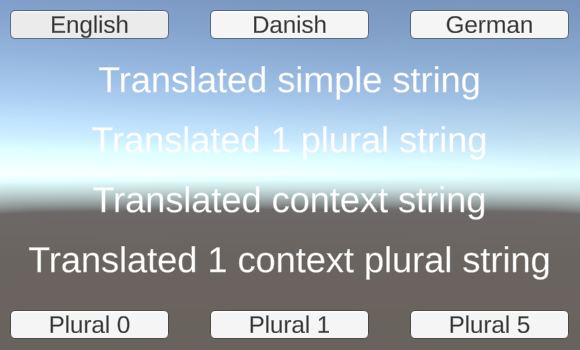 English Danish German
Translated simple string
Translated 1 plural string
Translated context string
Translated 1 context plural string
Plural 0 Plural 1 Plural 5